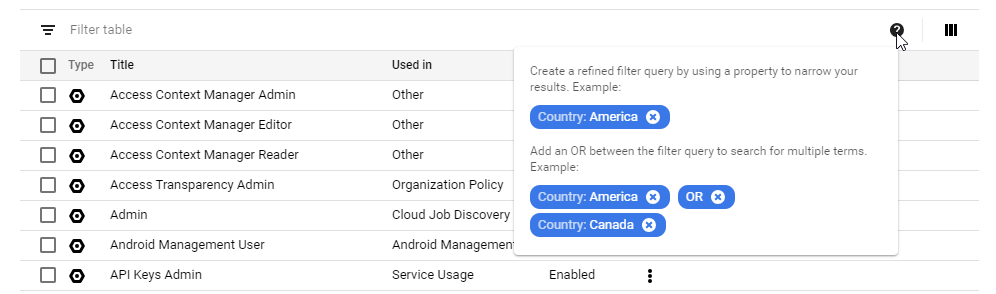 Filter table
?
Type Title Used in
Access Context Manager Admin Other
Access Context Manager Editor Other
Access Context Manager Reader Other
Access Transparency Admin Organization Policy
Admin Cloud Job Discovery
Android Management User Android Management
API Keys Admin Service Usage Enabled
Create a refined filter query by using a property to narrow your
results. Example:
Country: America
Add an OR between the filter query to search for multiple terms.
Example:
Country: America OR
Country: Canada